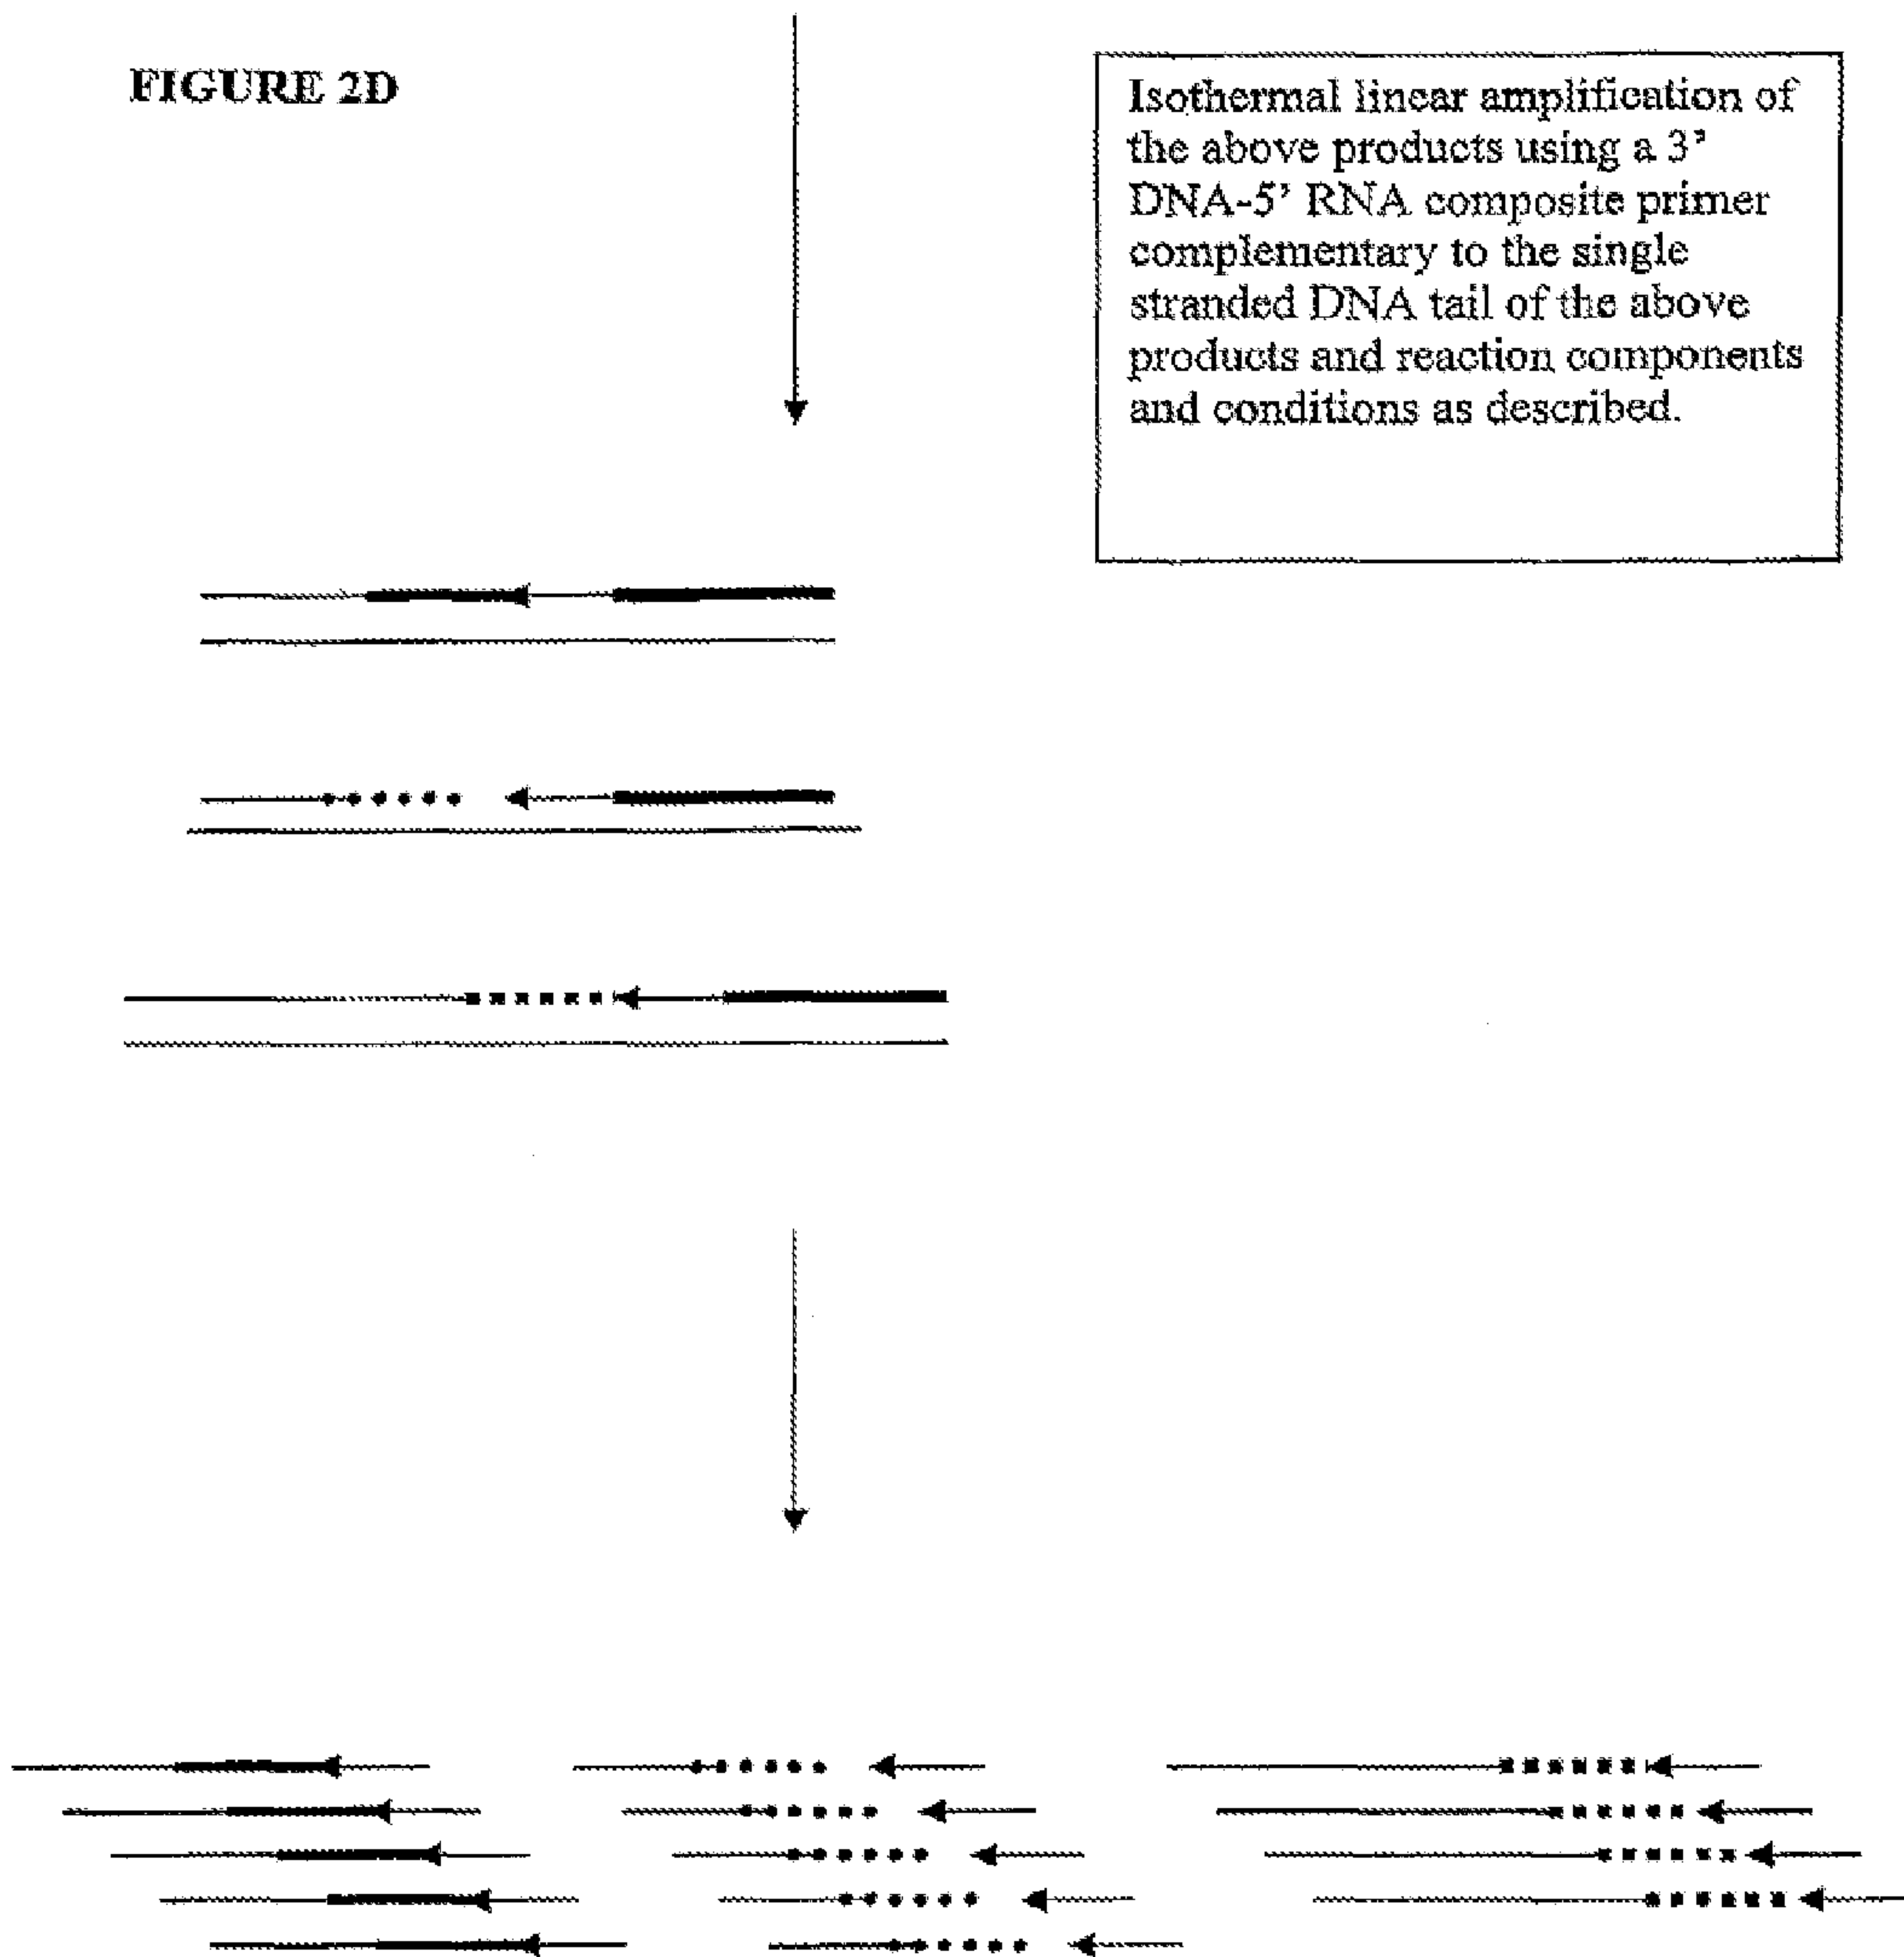 FIGURE 2D
Isothermal linear amplification of
the above products using a 3'
DNA-5' RNA composite primer
complementary to the single
stranded DNA tail of the above
products and reaction components
and conditions as described.